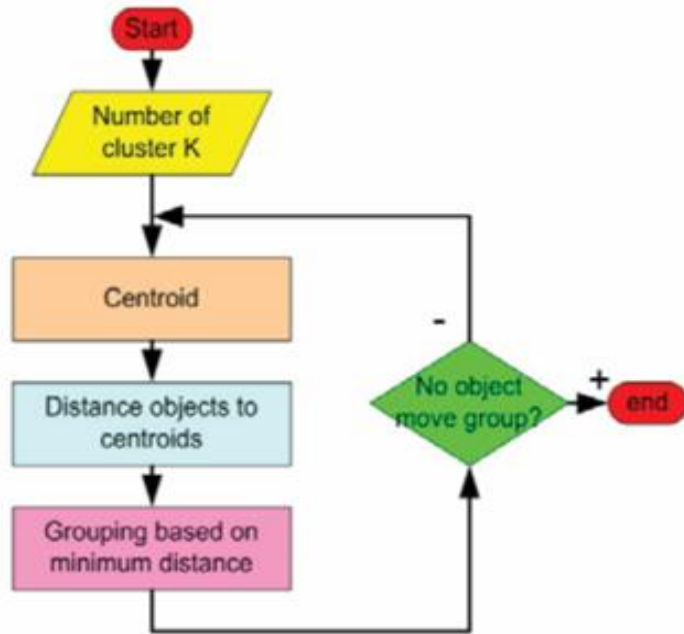 Start
Number of
cluster K
Centroid
Distance objects to
centroids
Grouping based on
minimum distance
-
No object
move group?
+
end